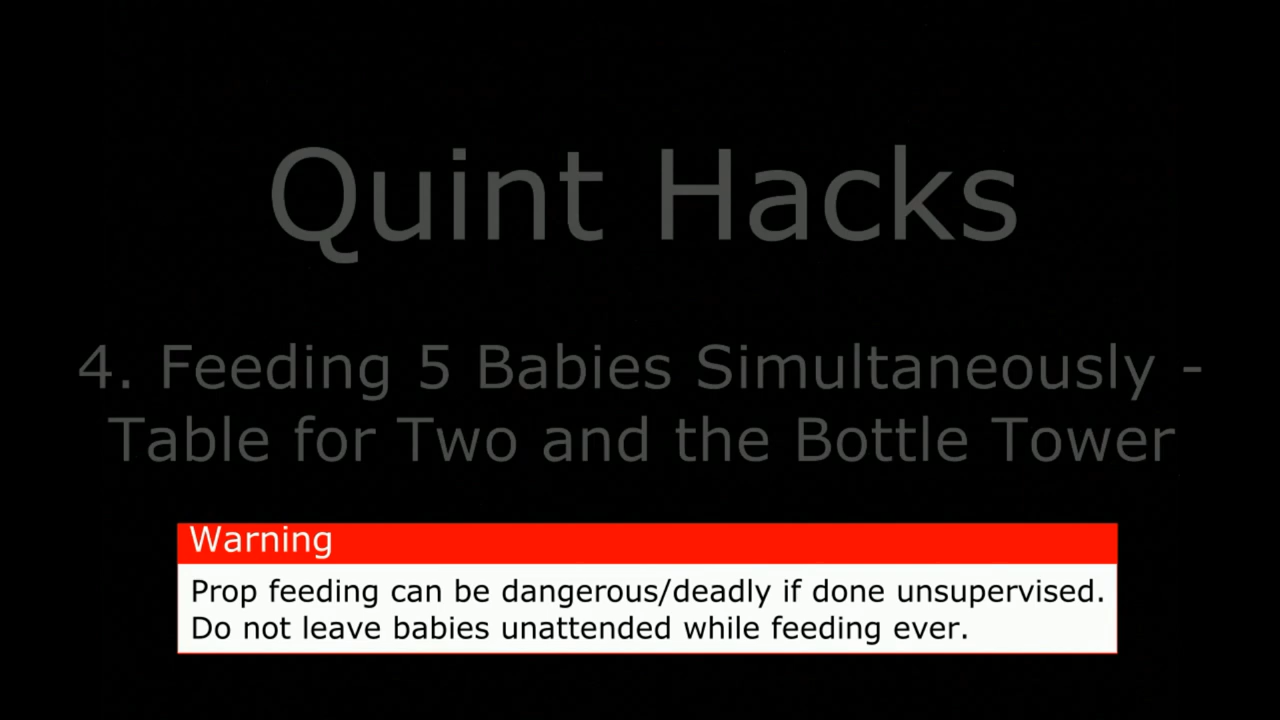 Quint Hacks
4. Feeding 5 Babies Simultaneously -
Table for Two and the Bottle Tower
Warning
Prop feeding can be dangerous/deadly if done unsupervised.
Do not leave babies unattended while feeding ever.